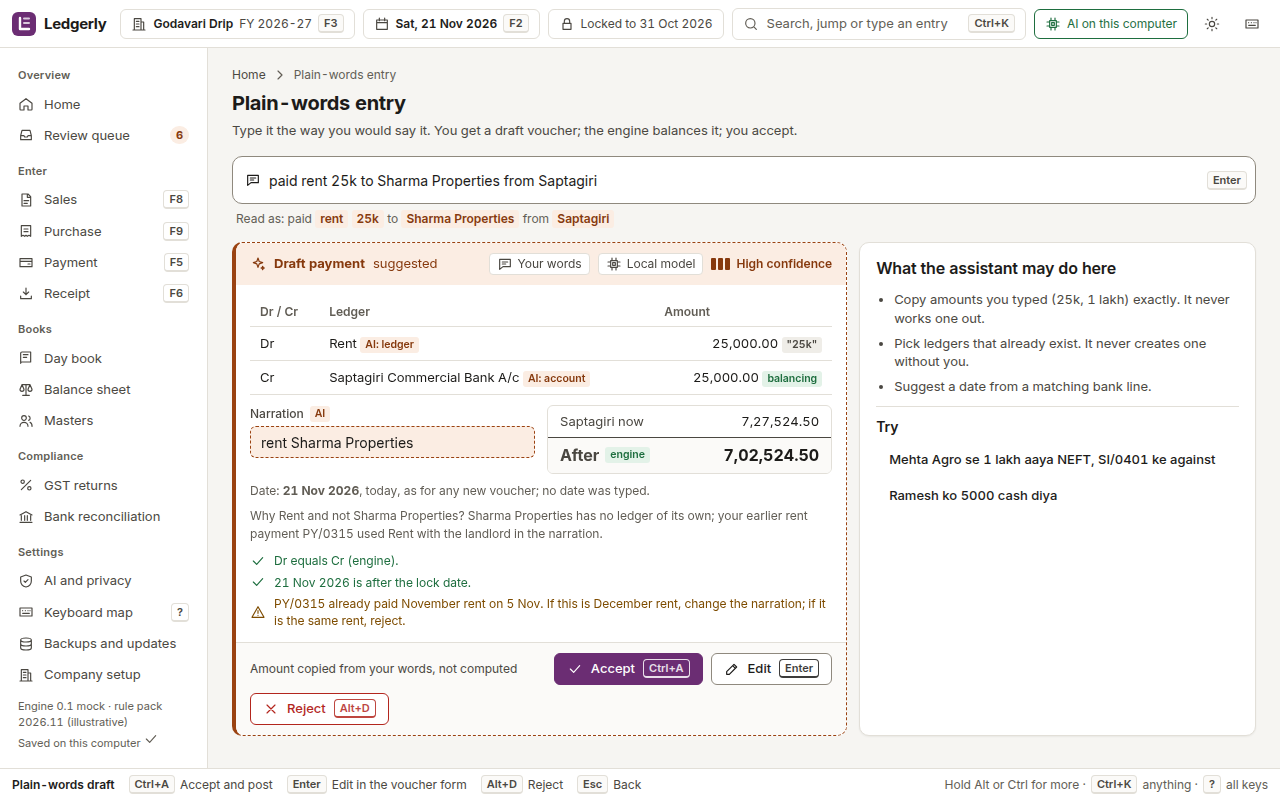 Ledgerly
Godavari Drip FY 2026-27 F3
Sat, 21 Nov 2026 F2
Locked to 31 Oct 2026
Search, jump or type an entry Ctrl+K
AI on this computer
Overview
Home
Review queue 6
Enter
Sales F8
Purchase F9
Payment F5
Receipt F6
Books
Day book
Balance sheet
Masters
Compliance
GST returns
Bank reconciliation
Settings
AI and privacy
Keyboard map ?
Backups and updates
Company setup
Engine 0.1 mock · rule pack
2026.11 (illustrative)
Saved on this computer
Home > Plain-words entry
Plain-words entry
Type it the way you would say it. You get a draft voucher; the engine balances it; you accept.
paid rent 25k to Sharma Properties from Saptagiri Enter
Read as: paid rent 25k to Sharma Properties from Saptagiri
Draft payment suggested Your words Local model High confidence
Dr / Cr Ledger Amount
Dr Rent AI: ledger 25,000.00 "25k"
Cr Saptagiri Commercial Bank A/c AI: account 25,000.00 balancing
Narration AI
rent Sharma Properties
Saptagiri now 7,27,524.50
After engine 7,02,524.50
Date: 21 Nov 2026, today, as for any new voucher; no date was typed.
Why Rent and not Sharma Properties? Sharma Properties has no ledger of its own; your earlier rent
payment PY/0315 used Rent with the landlord in the narration.
Dr equals Cr (engine).
21 Nov 2026 is after the lock date.
PY/0315 already paid November rent on 5 Nov. If this is December rent, change the narration; if it
is the same rent, reject.
Amount copied from your words, not computed
Accept Ctrl+A
Edit Enter
Reject Alt+D
What the assistant may do here
• Copy amounts you typed (25k, 1 lakh) exactly. It never
works one out.
• Pick ledgers that already exist. It never creates one
without you.
• Suggest a date from a matching bank line.
Try
Mehta Agro se 1 lakh aaya NEFT, SI/0401 ke against
Ramesh ko 5000 cash diya
Plain-words draft Ctrl+A Accept and post Enter Edit in the voucher form Alt+D Reject Esc Back
Hold Alt or Ctrl for more · Ctrl+K anything · ? all keys